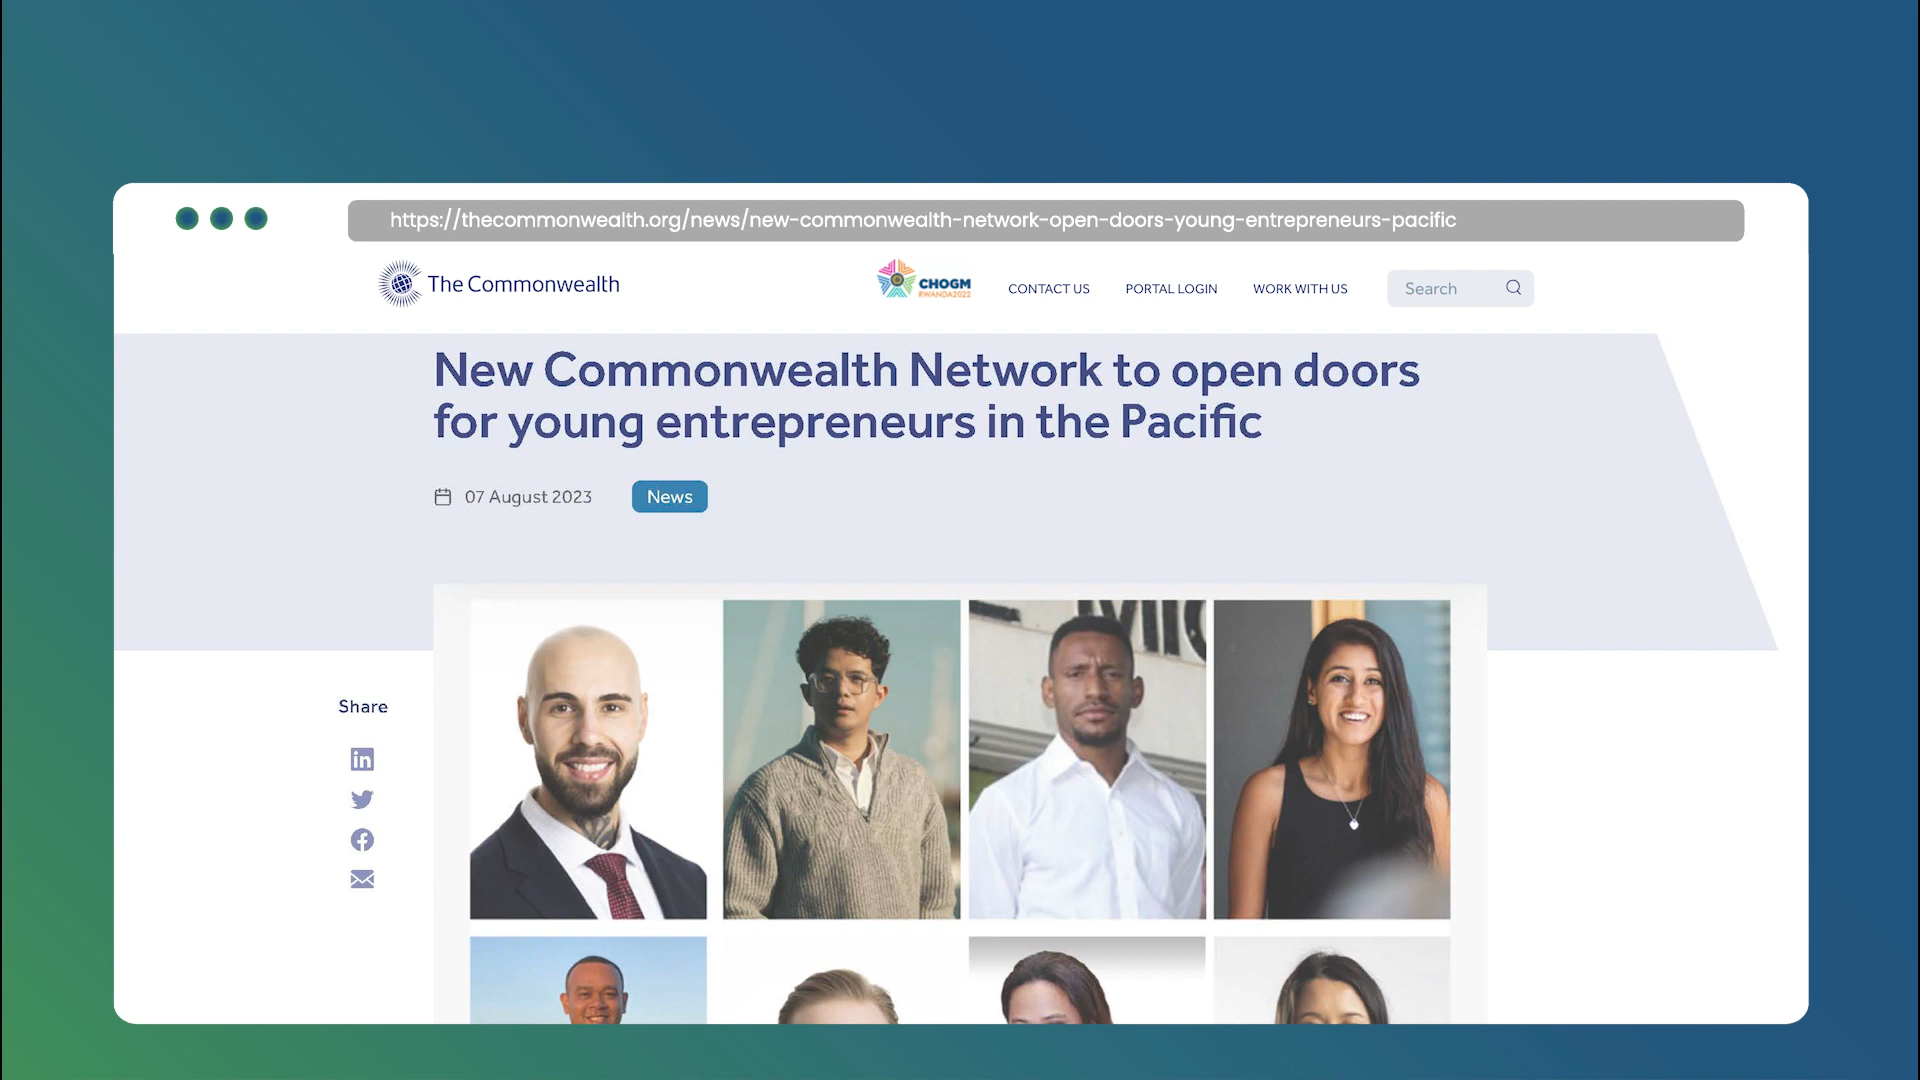 https://thecommonwealth.org/news/new-commonwealth-network-open-doors-young-entrepreneurs-pacific
The Commonwealth
CHOGM
RWANDA2022
CONTACT US
PORTAL LOGIN
WORK WITH US
Search
New Commonwealth Network to open doors
for young entrepreneurs in the Pacific
07 August 2023
News
Share
in